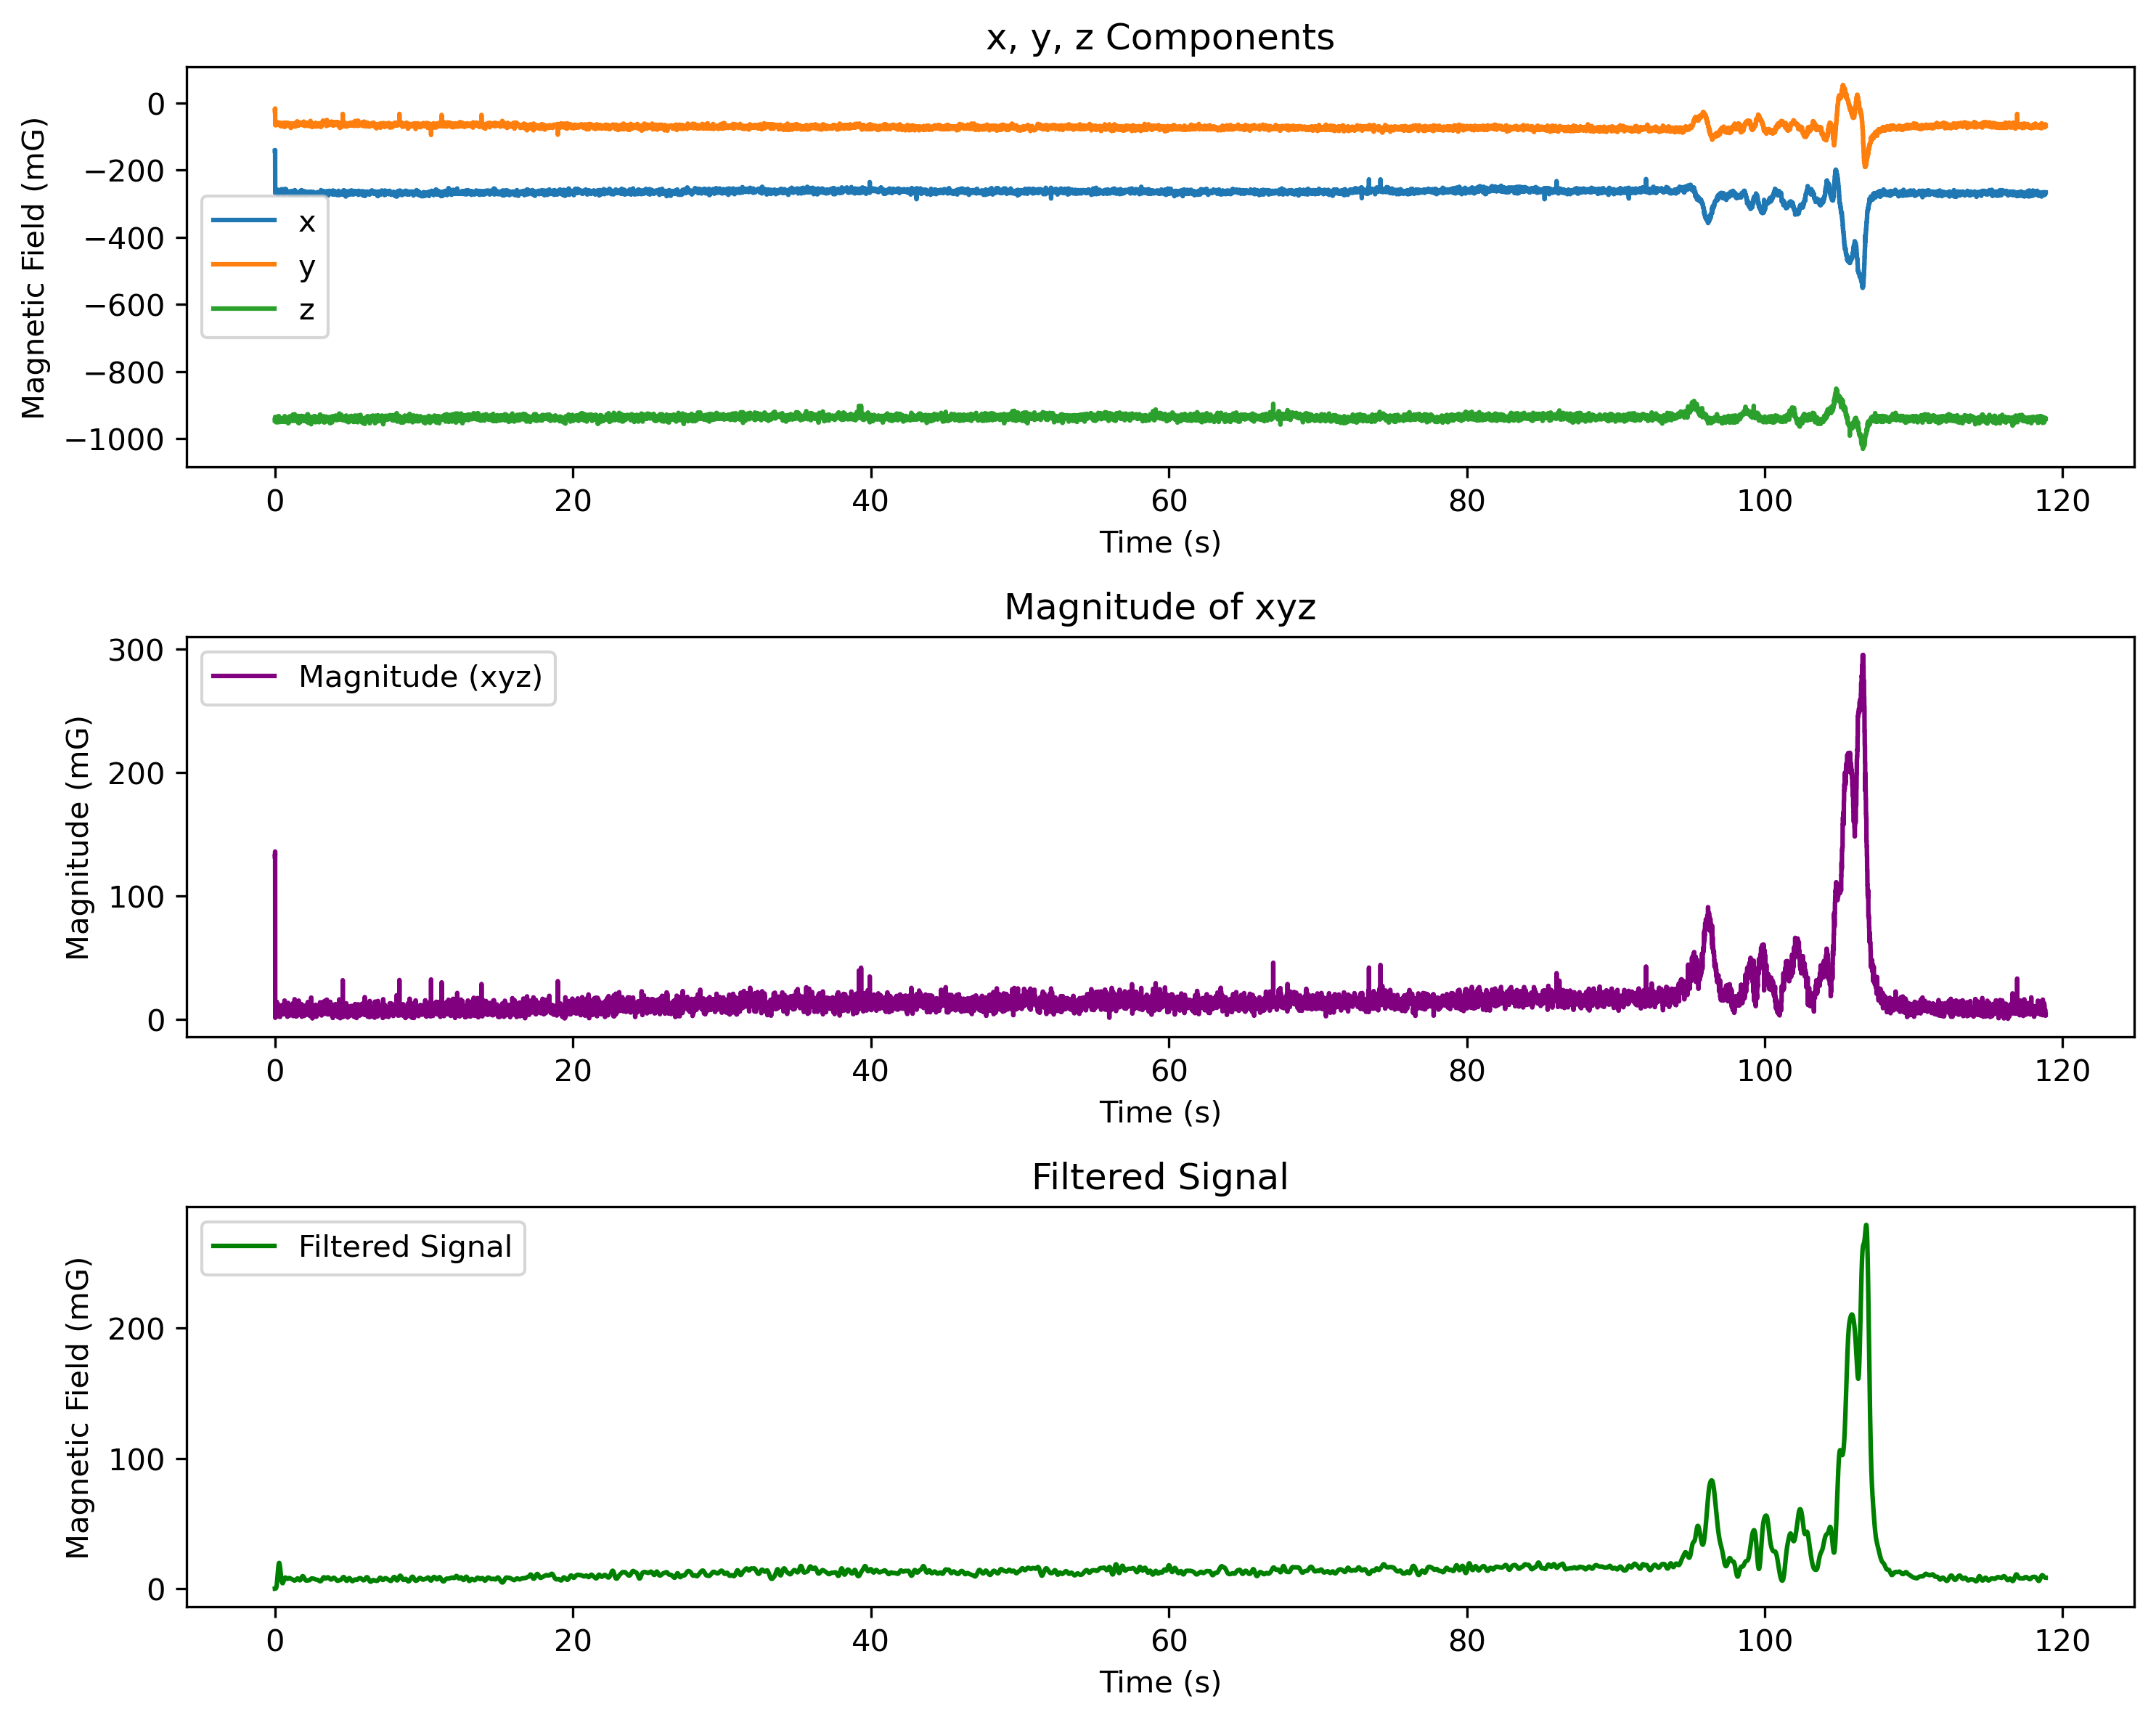 x, y, z Components
Magnetic Field (mG)
0
−200
−400
−600
−800
−1000
x
y
z
0 20 40 60 80 100 120
Time (s)
Magnitude of xyz
Magnitude (mG)
300
200
100
0
Magnitude (xyz)
0 20 40 60 80 100 120
Time (s)
Filtered Signal
Magnetic Field (mG)
200
100
0
Filtered Signal
0 20 40 60 80 100 120
Time (s)